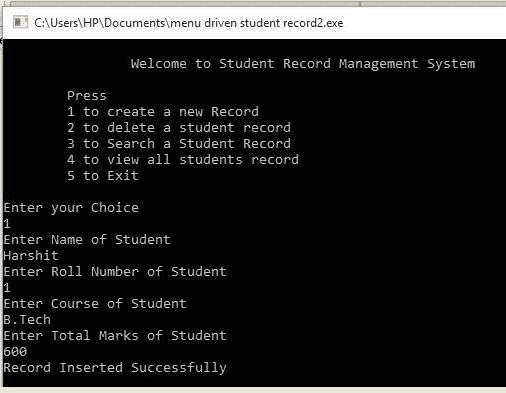 C:\Users\HP\Documents\menu driven student record2.exe
Welcome to Student Record Management System
Press
1 to create a new Record
2 to delete a student record
3 to Search a Student Record
4 to view all students record
5 to Exit
Enter your Choice
1
Enter Name of Student
Harshit
Enter Roll Number of Student
1
Enter Course of Student
B.Tech
Enter Total Marks of Student
600
Record Inserted Successfully